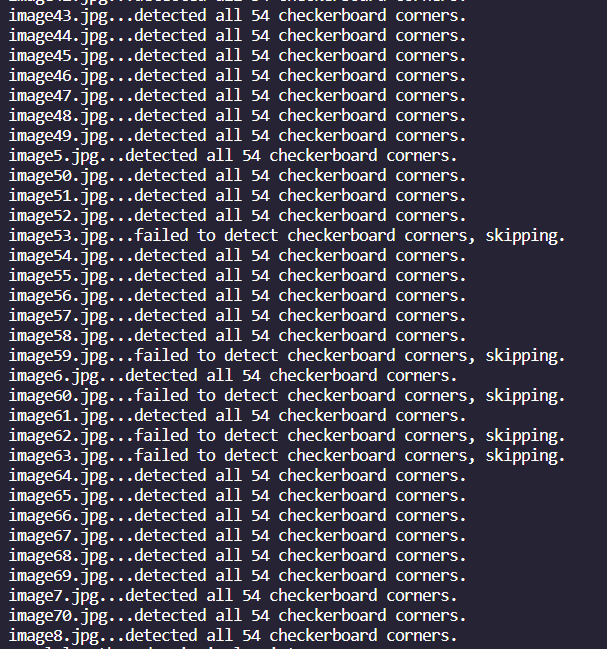 image43.jpg...detected all 54 checkerboard corners.
image44.jpg...detected all 54 checkerboard corners.
image45.jpg...detected all 54 checkerboard corners.
image46.jpg...detected all 54 checkerboard corners.
image47.jpg...detected all 54 checkerboard corners.
image48.jpg...detected all 54 checkerboard corners.
image49.jpg...detected all 54 checkerboard corners.
image5.jpg...detected all 54 checkerboard corners.
image50.jpg...detected all 54 checkerboard corners.
image51.jpg...detected all 54 checkerboard corners.
image52.jpg...detected all 54 checkerboard corners.
image53.jpg...failed to detect checkerboard corners, skipping.
image54.jpg...detected all 54 checkerboard corners.
image55.jpg...detected all 54 checkerboard corners.
image56.jpg...detected all 54 checkerboard corners.
image57.jpg...detected all 54 checkerboard corners.
image58.jpg...detected all 54 checkerboard corners.
image59.jpg...failed to detect checkerboard corners, skipping.
image6.jpg...detected all 54 checkerboard corners.
image60.jpg...failed to detect checkerboard corners, skipping.
image61.jpg...detected all 54 checkerboard corners.
image62.jpg...failed to detect checkerboard corners, skipping.
image63.jpg...failed to detect checkerboard corners, skipping.
image64.jpg...detected all 54 checkerboard corners.
image65.jpg...detected all 54 checkerboard corners.
image66.jpg...detected all 54 checkerboard corners.
image67.jpg...detected all 54 checkerboard corners.
image68.jpg...detected all 54 checkerboard corners.
image69.jpg...detected all 54 checkerboard corners.
image7.jpg...detected all 54 checkerboard corners.
image70.jpg...detected all 54 checkerboard corners.
image8.jpg...detected all 54 checkerboard corners.